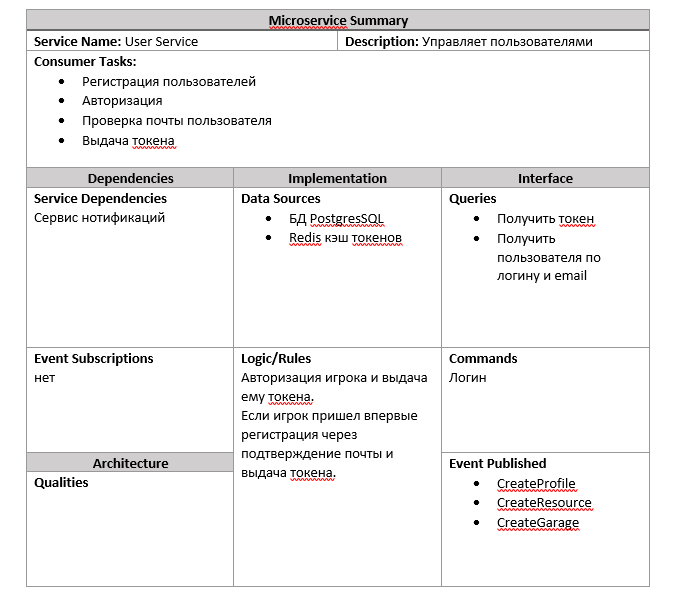 Microservice Summary
Service Name: User Service
Description: Управляет пользователями
Consumer Tasks:
• Регистрация пользователей
• Авторизация
• Проверка почты пользователя
• Выдача токена
Dependencies
Implementation
Interface
Service Dependencies
Сервис нотификаций
Data Sources
• БД PostgresSQL
• Redis кэш токенов
Queries
• Получить токен
• Получить
пользователя по
логину и email
Event Subscriptions
нет
Logic/Rules
Авторизация игрока и выдача
ему токена.
Если игрок пришел впервые
регистрация через
подтверждение почты и
выдача токена.
Commands
Логин
Architecture
Qualities
Event Published
• CreateProfile
• CreateResource
• CreateGarage